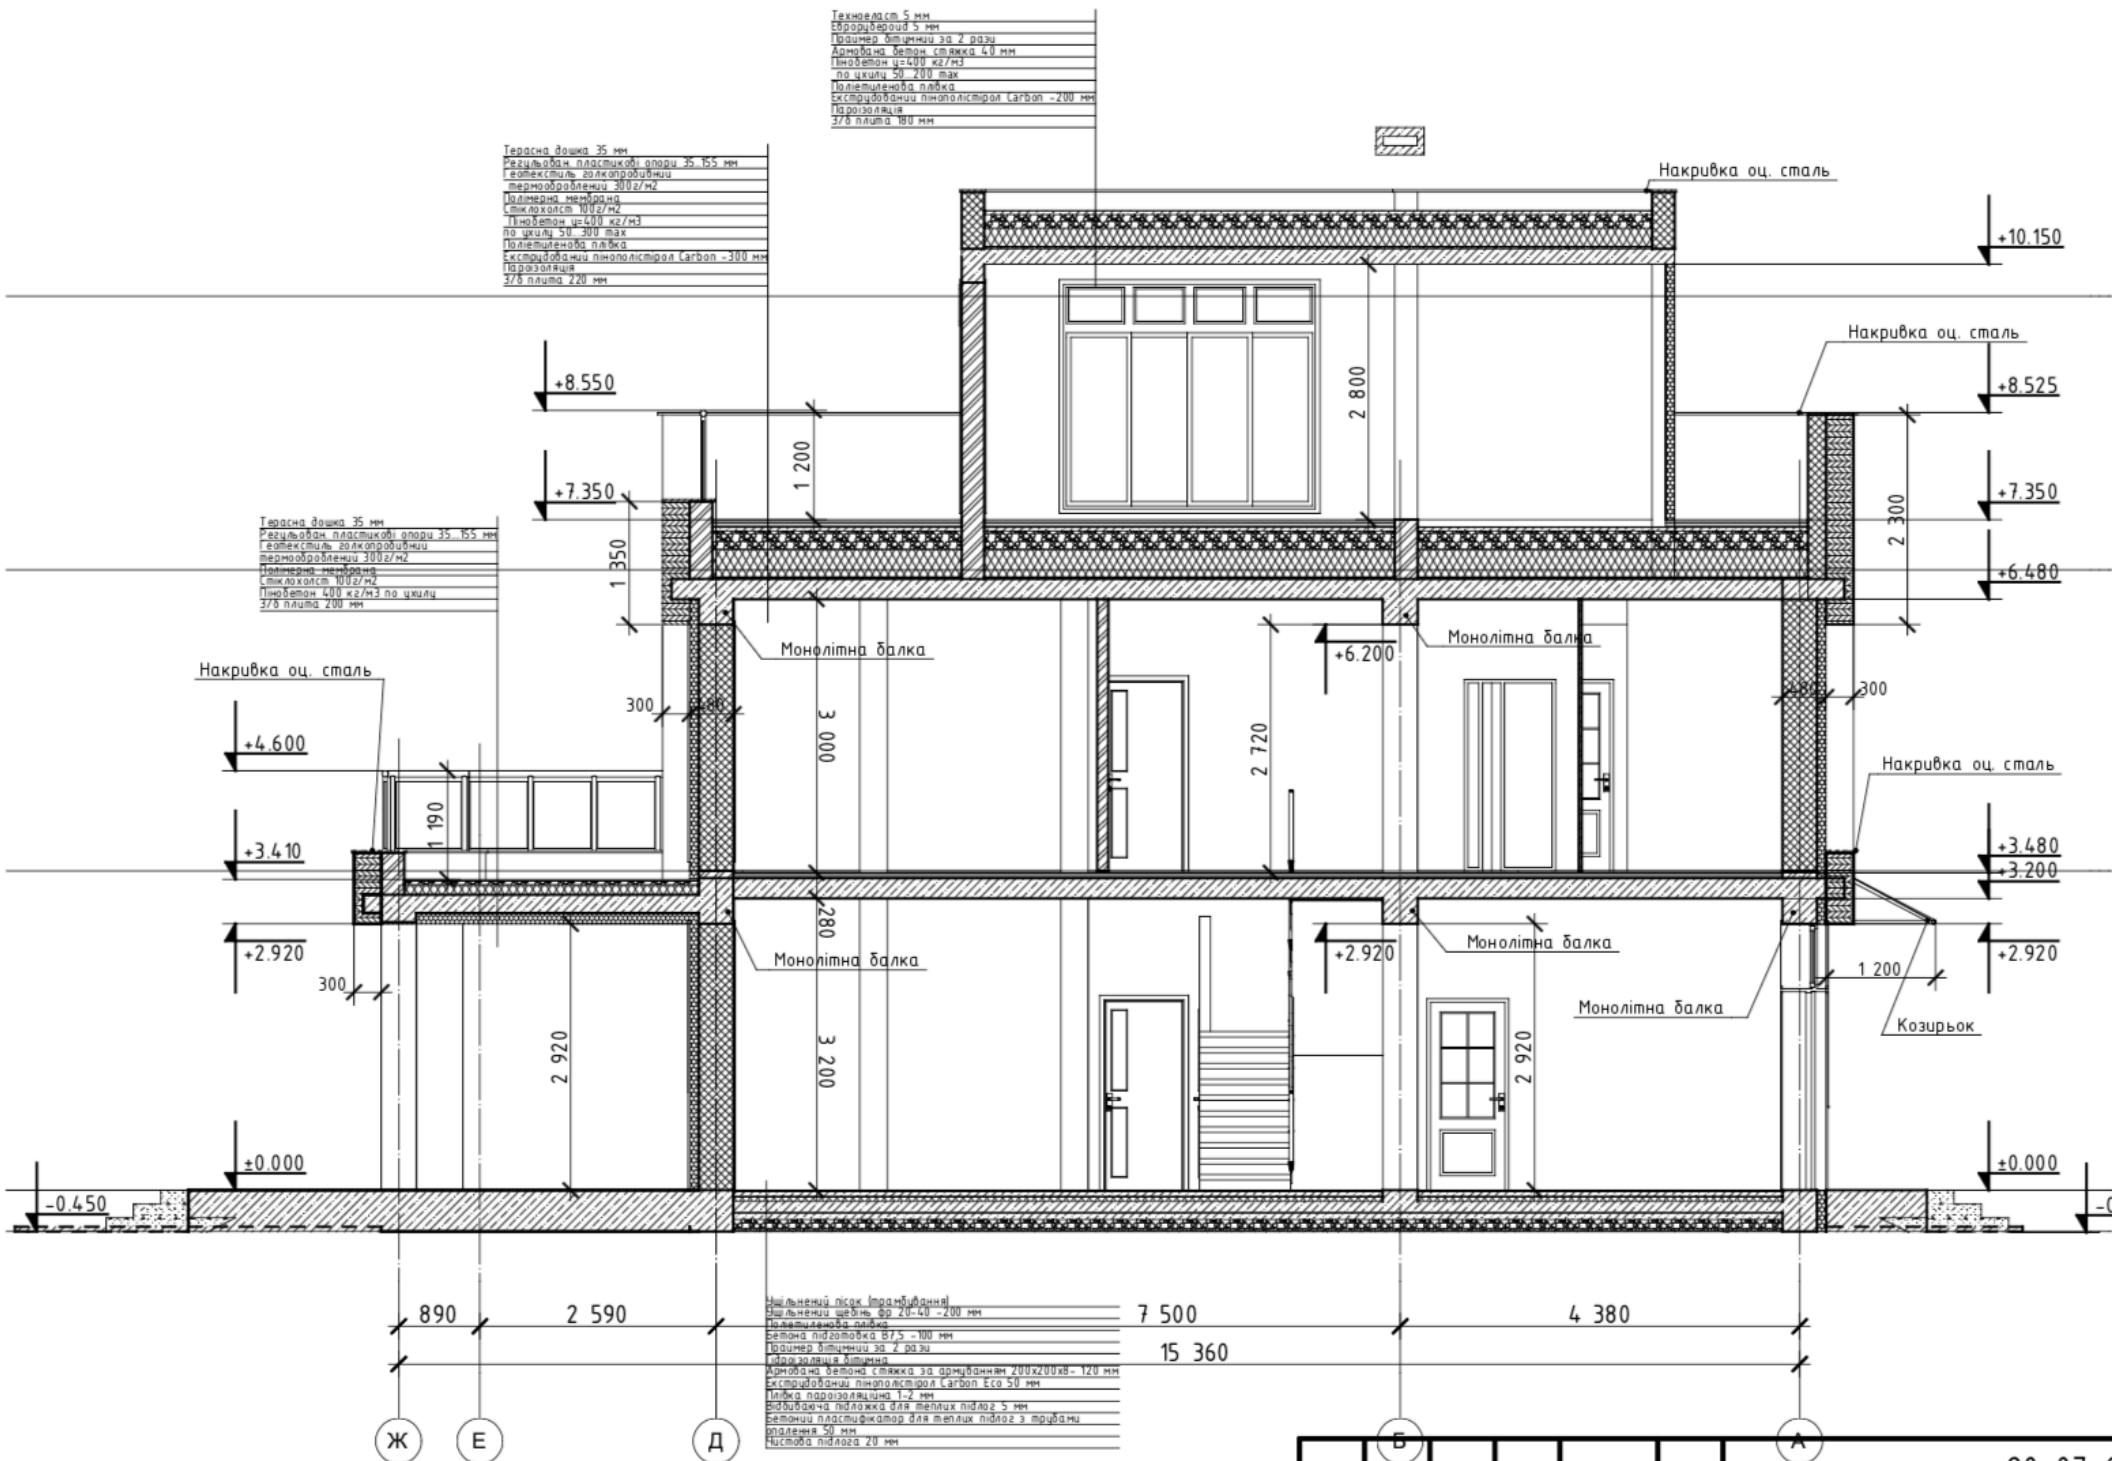 Техноеласт 5 мм
Єврорубероїд 5 мм
Праймер бітумний за 2 рази
Армована бетон. стяжка 40 мм
Пінобетон y=400 кг/м3
по ухилу 50...200 max
Поліетиленова плівка
Екструдований пінополістірол Carbon -200 мм
Пароізоляція
З/б плита 180 мм
Терасна дошка 35 мм
Регульован. пластикові опори 35..155 мм
Геотекстиль голкопробивний
термооброблений 300г/м2
Полімерна мембрана
Стіклохолст 100г/м2
Пінобетон y=400 кг/м3
по ухилу 50...300 max
Поліетиленова плівка
Екструдований пінополістірол Carbon -300 мм
Пароізоляція
З/б плита 220 мм
Накривка оц. сталь
+10.150
Накривка оц. сталь
+8.550
+8.525
2 800
1 200
+7.350
+7.350
2 300
1 350
+6.480
Терасна дошка 35 мм
Регульован. пластикові опори 35...155 мм
Геотекстиль голкопробивний
термооброблений 300г/м2
Полімерна мембрана
Стіклохолст 100г/м2
Пінобетон 400 кг/м3 по ухилу
З/б плита 200 мм
Монолітна балка
+6.200
Монолітна балка
Накривка оц. сталь
300
480
3 000
2 720
480
300
+4.600
Накривка оц. сталь
1 190
+3.410
+3.480
+3.200
280
+2.920
Монолітна балка
+2.920
Монолітна балка
+2.920
300
1 200
Монолітна балка
Козирьок
2 920
3 200
2 920
±0.000
±0.000
-0.450
-0
Ущільнений пісок (трамбування)
Ущільнений щебінь фр 20-40 -200 мм
Поліетиленова плівка
Бетона підготовка В7,5 -100 мм
Праймер бітумний за 2 рази
Гідроізоляція бітумна
Армована бетона стяжка за армуванням 200х200х8- 120 мм
Екструдований пінополістірол Carbon Eco 50 мм
Плівка пароізоляційна 1-2 мм
Відбиваюча підложка для теплих підлог 5 мм
Бетоний пластифікатор для теплих підлог з трубами
опалення 50 мм
Чистова підлога 20 мм
890
2 590
7 500
4 380
15 360
Ж
Е
Д
Б
А